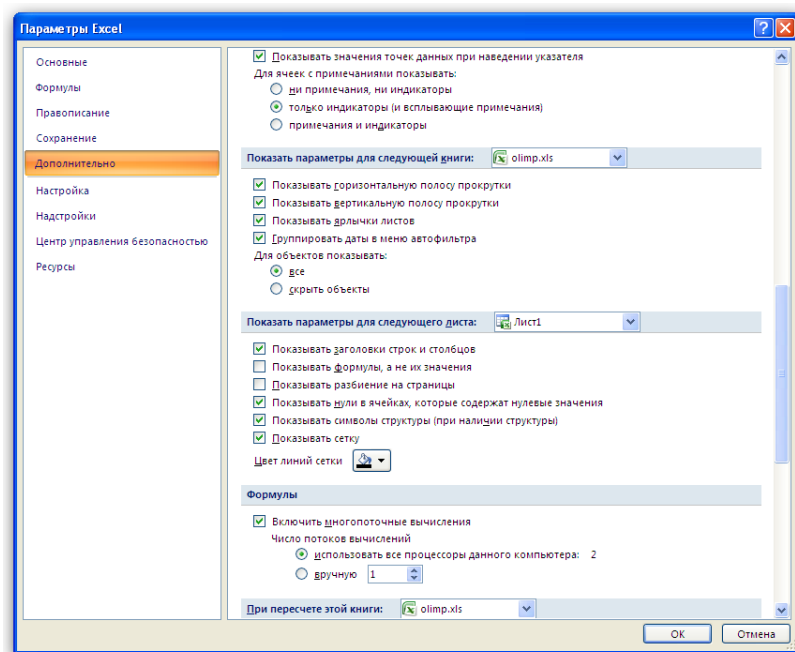 Параметры Excel
Основные
Формулы
Правописание
Сохранение
Дополнительно
Настройка
Надстройки
Центр управления безопасностью
Ресурсы
Показывать значения точек данных при наведении указателя
Для ячеек с примечаниями показывать:
ни примечания, ни индикаторы
только индикаторы (и всплывающие примечания)
примечания и индикаторы
Показать параметры для следующей книги: olimp.xls
Показывать горизонтальную полосу прокрутки
Показывать вертикальную полосу прокрутки
Показывать ярлычки листов
Группировать даты в меню автофильтра
Для объектов показывать:
все
скрыть объекты
Показать параметры для следующего листа: Лист1
Показывать заголовки строк и столбцов
Показывать формулы, а не их значения
Показывать разбиение на страницы
Показывать нули в ячейках, которые содержат нулевые значения
Показывать символы структуры (при наличии структуры)
Показывать сетку
Цвет линий сетки
Формулы
Включить многопоточные вычисления
Число потоков вычислений
использовать все процессоры данного компьютера: 2
вручную 1
При пересчете этой книги: olimp.xls
ОК Отмена